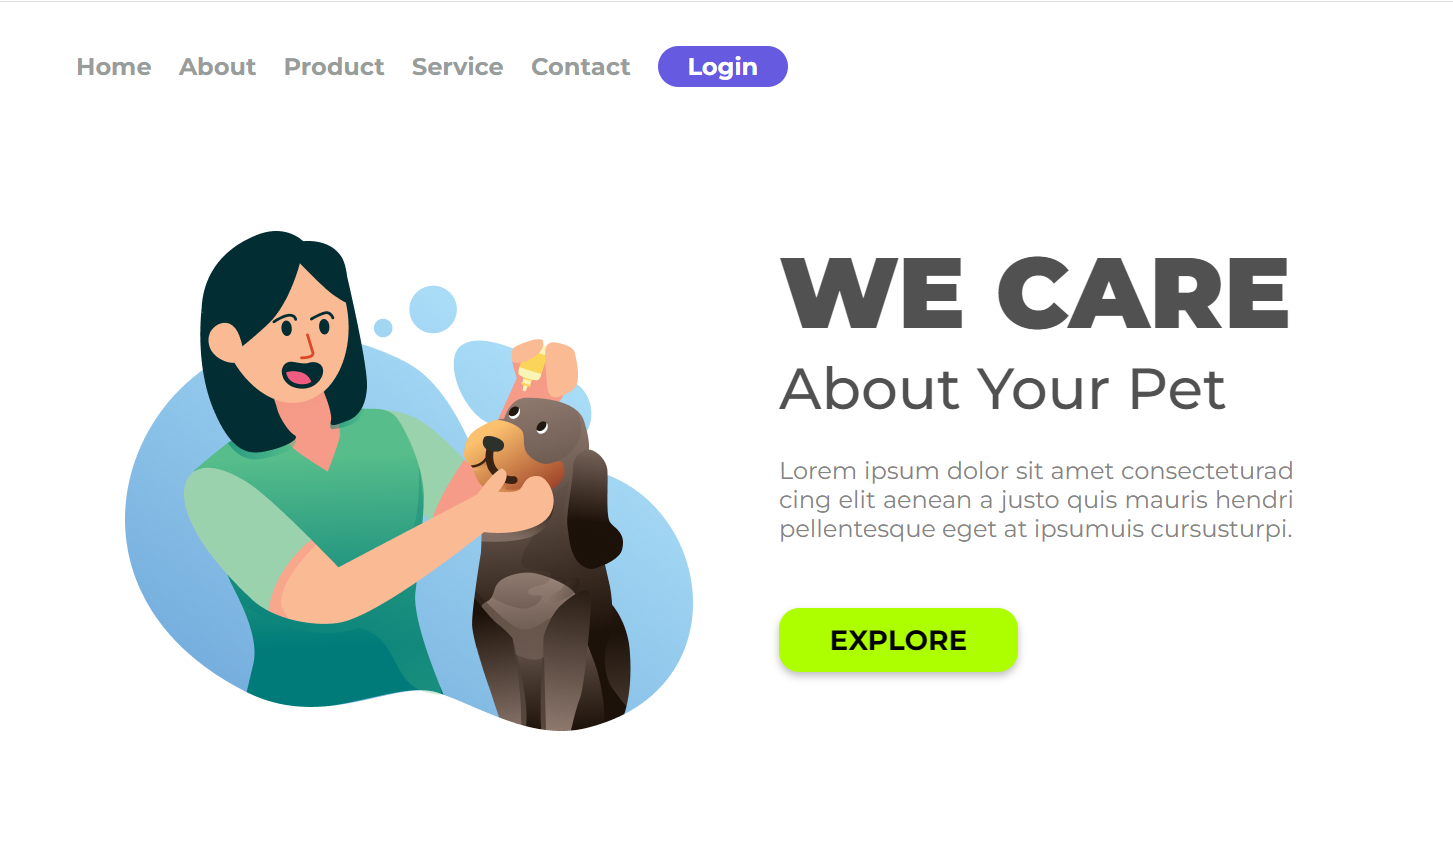 Home About Product Service Contact Login
WE CARE
About Your Pet
Lorem ipsum dolor sit amet consecteturad
cing elit aenean a justo quis mauris hendri
pellentesque eget at ipsumuis cursusturpi.
EXPLORE